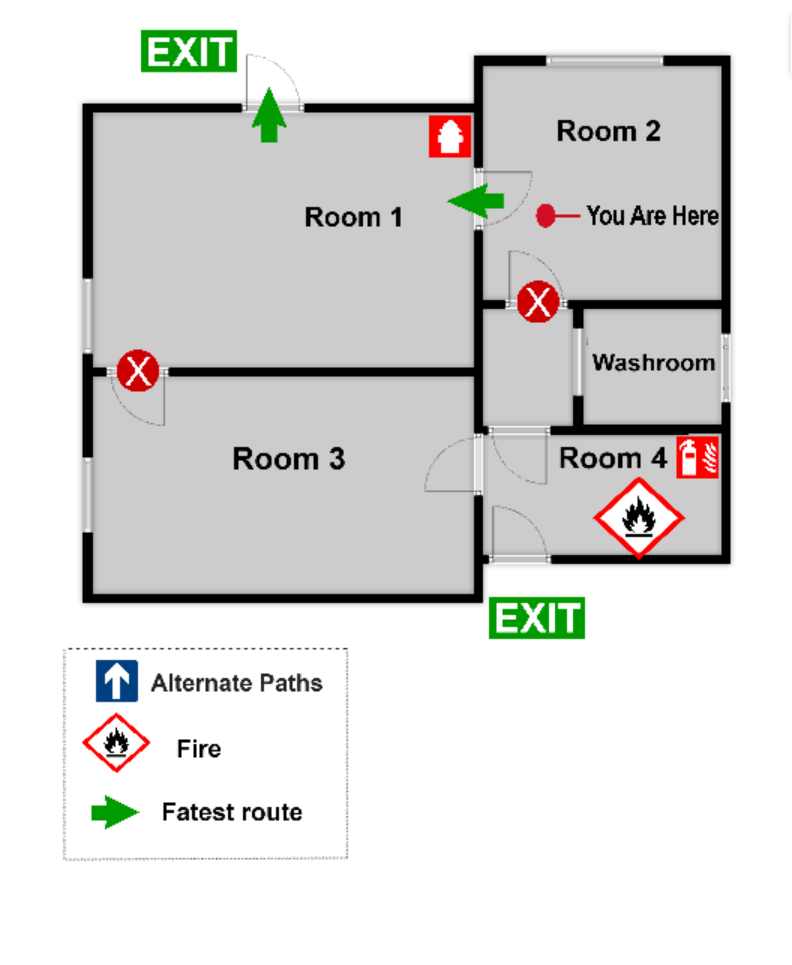 EXIT
Room 2
Room 1
You Are Here
X
X
Washroom
Room 3
Room 4
EXIT
Alternate Paths
Fire
Fatest route